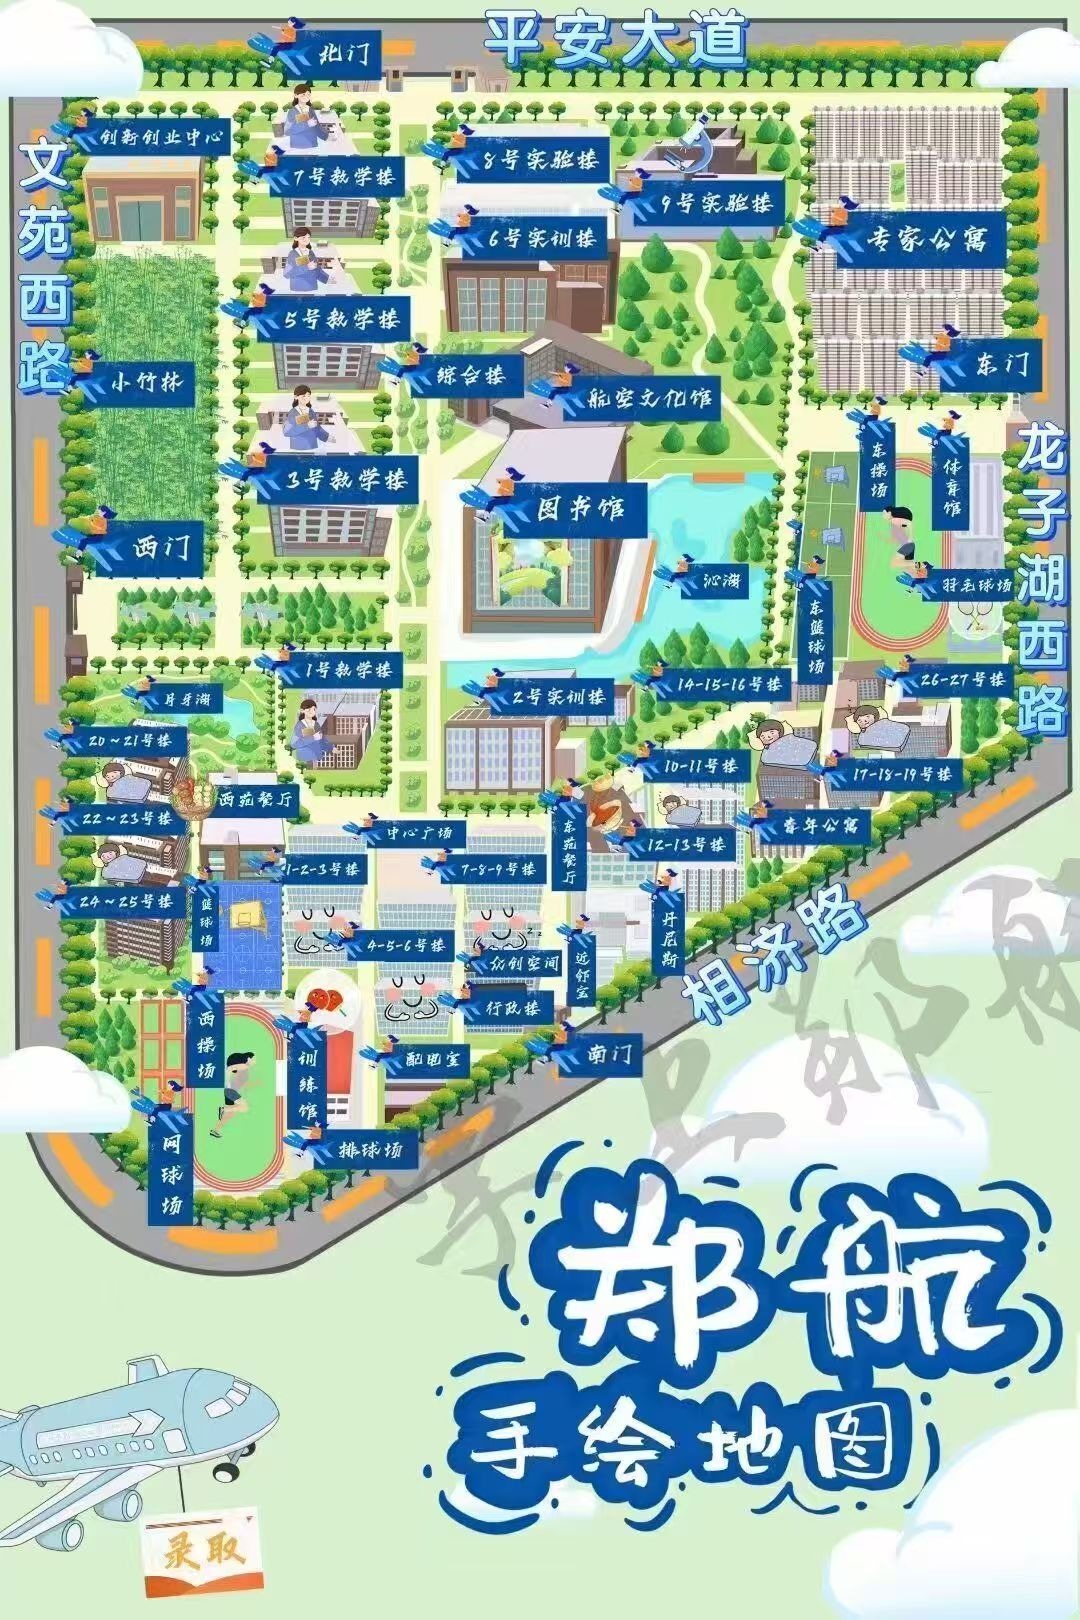 平安大道
北门
文苑西路
创新创业中心
7号教学楼
8号实验楼
9号实验楼
6号实训楼
专家公寓
5号教学楼
小竹林
综合楼
航空文化馆
东门
龙子湖西路
3号教学楼
图书馆
东操场
体育馆
西门
沁湖
羽毛球场
东篮球场
1号教学楼
2号实训楼
14-15-16号楼
26-27号楼
月牙湖
20~21号楼
10-11号楼
17-18-19号楼
西苑餐厅
22~23号楼
中心广场
东苑餐厅
12-13号楼
青年公寓
1-2-3号楼
7-8-9号楼
24~25号楼
篮球场
4-5-6号楼
纺创空间
近邻宝
丹尼斯
相济路
西操场
行政楼
训练馆
配电室
南门
网球场
排球场
郑航
手绘地图
录取